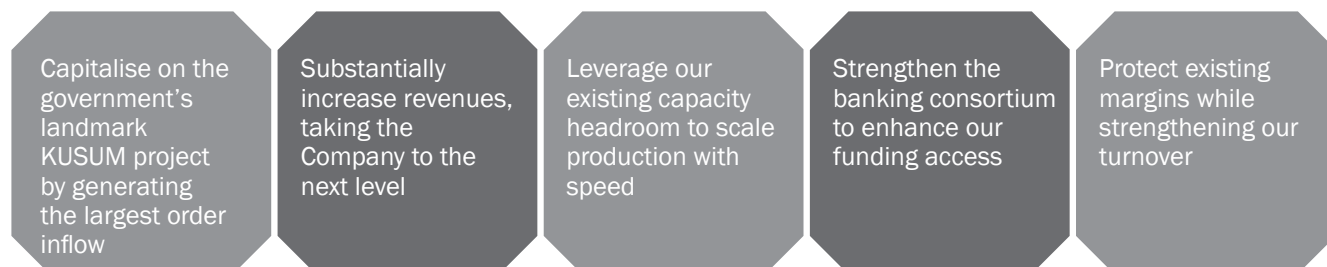 Capitalise on the
government’s
landmark
KUSUM project
by generating
the largest order
inflow
Substantially
increase revenues,
taking the
Company to the
next level
Leverage our
existing capacity
headroom to scale
production with
speed
Strengthen the
banking consortium
to enhance our
funding access
Protect existing
margins while
strengthening our
turnover